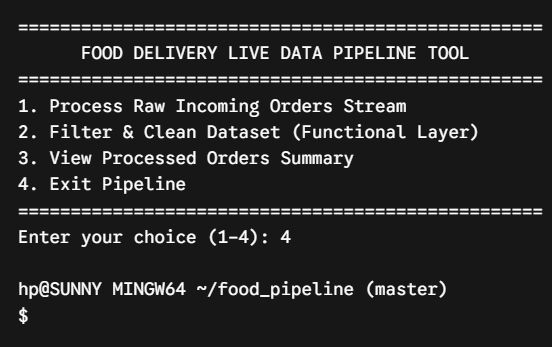 ==================================================
FOOD DELIVERY LIVE DATA PIPELINE TOOL
==================================================
1. Process Raw Incoming Orders Stream
2. Filter & Clean Dataset (Functional Layer)
3. View Processed Orders Summary
4. Exit Pipeline
==================================================
Enter your choice (1-4): 4
hp@SUNNY MINGW64 ~/food_pipeline (master)
$